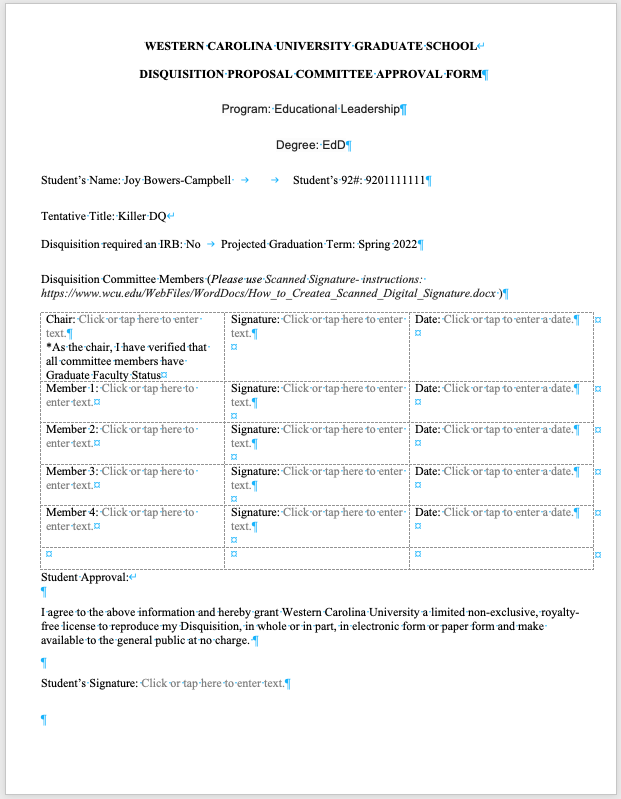 WESTERN CAROLINA UNIVERSITY GRADUATE SCHOOL
DISQUISITION PROPOSAL COMMITTEE APPROVAL FORM
Program: Educational Leadership
Degree: EdD
Student's Name: Joy Bowers-Campbell Student's 92#: 9201111111
Tentative Title: Killer DQ
Disquisition required an IRB: No Projected Graduation Term: Spring 2022
Disquisition Committee Members (Please use Scanned Signature- instructions:
https://www.wcu.edu/WebFiles/WordDocs/How_to_Createa_Scanned_Digital_Signature.docx )
Chair: Click or tap here to enter
text.
*As the chair, I have verified that
all committee members have
Graduate Faculty Status
Signature: Click or tap here to enter
text.
Date: Click or tap here to enter a date.
Member 1: Click or tap here to
enter text.
Signature: Click or tap here to enter
text.
Date: Click or tap here to enter a date.
Member 2: Click or tap here to
enter text.
Signature: Click or tap here to enter
text.
Date: Click or tap here to enter a date.
Member 3: Click or tap here to
enter text.
Signature: Click or tap here to enter
text.
Date: Click or tap here to enter a date.
Member 4: Click or tap here to
enter text.
Signature: Click or tap here to enter
text.
Date: Click or tap here to enter a date.
Student Approval:
I agree to the above information and hereby grant Western Carolina University a limited non-exclusive, royalty-
free license to reproduce my Disquisition, in whole or in part, in electronic form or paper form and make
available to the general public at no charge.
Student's Signature: Click or tap here to enter text.